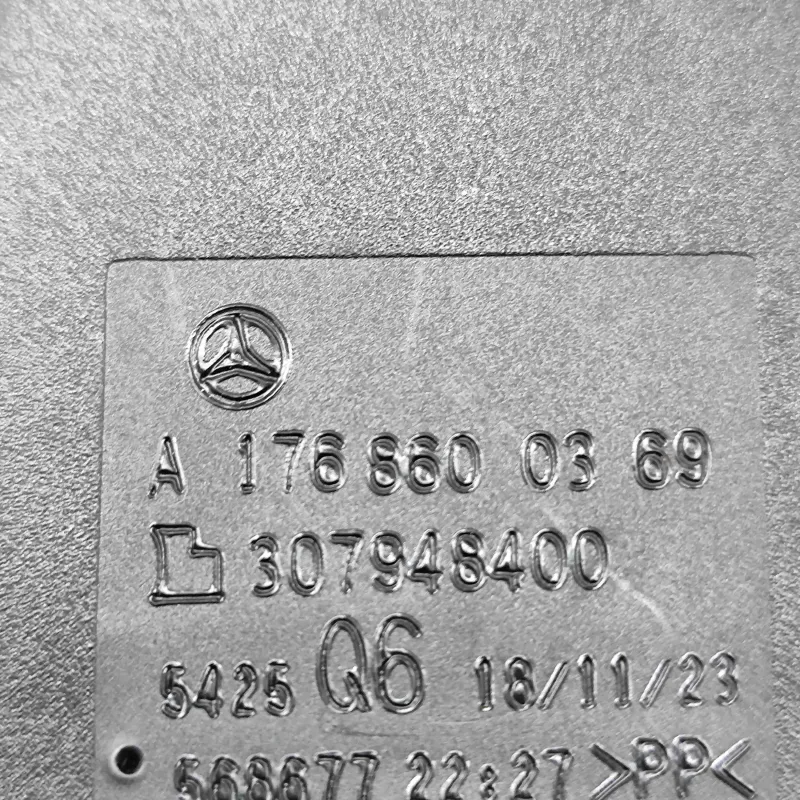 A 176 860 03 69
307948400
5425 Q6 18/11/23
568677 22:27 >PP<